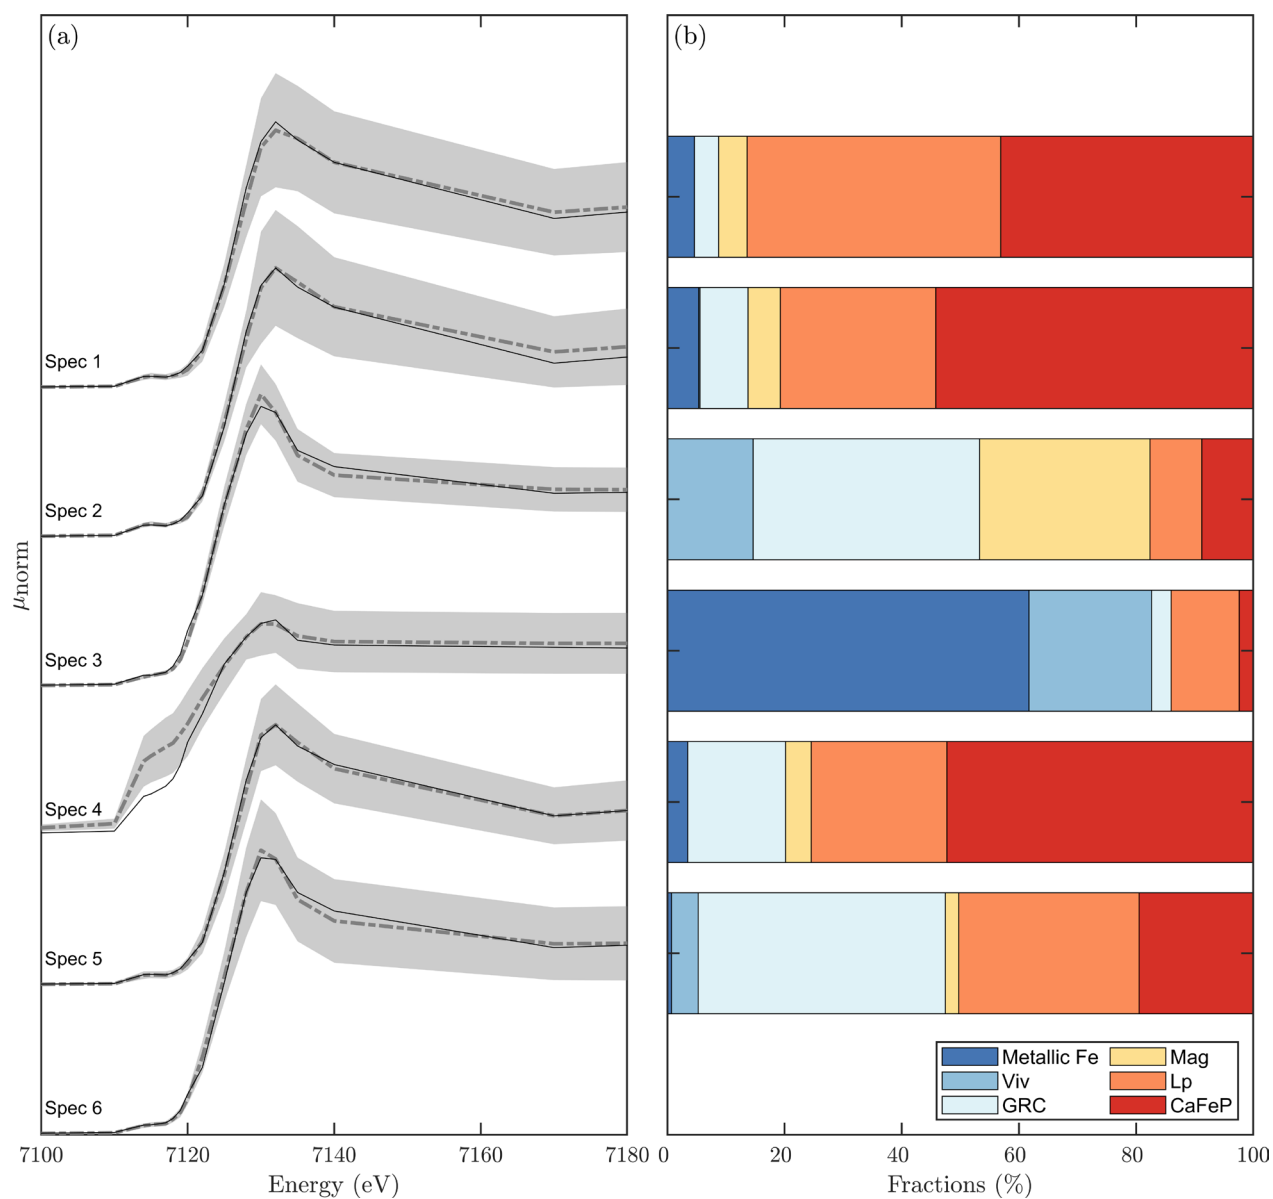 (a)
(b)
Spec 1
Spec 2
Spec 3
Spec 4
Spec 5
Spec 6
μnorm
7100 7120 7140 7160 7180
Energy (eV)
Metallic Fe Mag
Viv Lp
GRC CaFeP
0 20 40 60 80 100
Fractions (%)